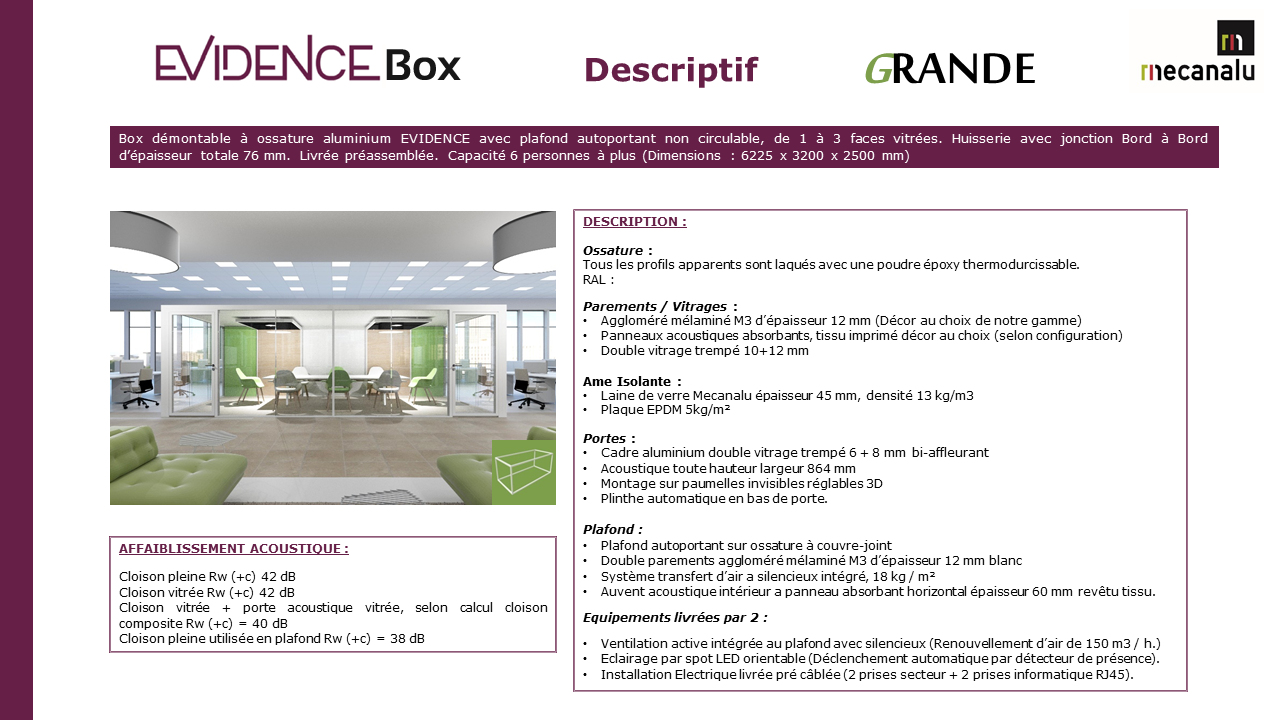 EVIDENCE Box
Descriptif
GRANDE
mecanalu
Box démontable à ossature aluminium EVIDENCE avec plafond autoportant non circulable, de 1 à 3 faces vitrées. Huisserie avec jonction Bord à Bord
d’épaisseur totale 76 mm. Livrée préassemblée. Capacité 6 personnes à plus (Dimensions : 6225 x 3200 x 2500 mm)
AFFAIBLISSEMENT ACOUSTIQUE :
Cloison pleine Rw (+c) 42 dB
Cloison vitrée Rw (+c) 42 dB
Cloison vitrée + porte acoustique vitrée, selon calcul cloison
composite Rw (+c) = 40 dB
Cloison pleine utilisée en plafond Rw (+c) = 38 dB
DESCRIPTION :
Ossature :
Tous les profils apparents sont laqués avec une poudre époxy thermodurcissable.
RAL :
Parements / Vitrages :
• Aggloméré mélaminé M3 d’épaisseur 12 mm (Décor au choix de notre gamme)
• Panneaux acoustiques absorbants, tissu imprimé décor au choix (selon configuration)
• Double vitrage trempé 10+12 mm
Ame Isolante :
• Laine de verre Mecanalu épaisseur 45 mm, densité 13 kg/m3
• Plaque EPDM 5kg/m²
Portes :
• Cadre aluminium double vitrage trempé 6 + 8 mm bi-affleurant
• Acoustique toute hauteur largeur 864 mm
• Montage sur paumelles invisibles réglables 3D
• Plinthe automatique en bas de porte.
Plafond :
• Plafond autoportant sur ossature à couvre-joint
• Double parements aggloméré mélaminé M3 d’épaisseur 12 mm blanc
• Système transfert d’air a silencieux intégré, 18 kg / m²
• Auvent acoustique intérieur a panneau absorbant horizontal épaisseur 60 mm revêtu tissu.
Equipements livrées par 2 :
• Ventilation active intégrée au plafond avec silencieux (Renouvellement d’air de 150 m3 / h.)
• Eclairage par spot LED orientable (Déclenchement automatique par détecteur de présence).
• Installation Electrique livrée pré câblée (2 prises secteur + 2 prises informatique RJ45).